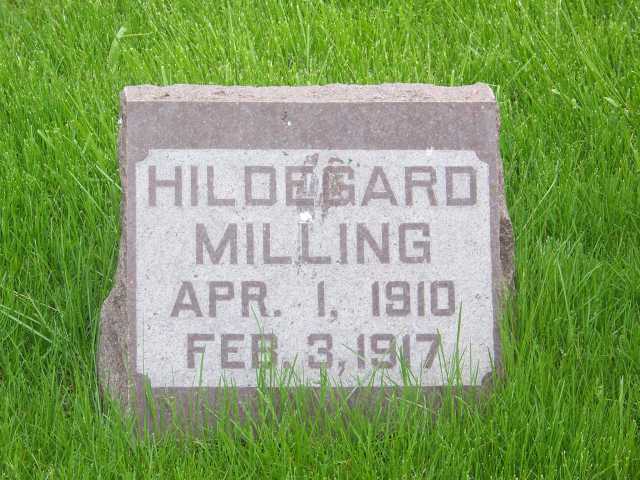 HILDEGARD
MILLING
APR. 1, 1910
FEB. 3, 1917